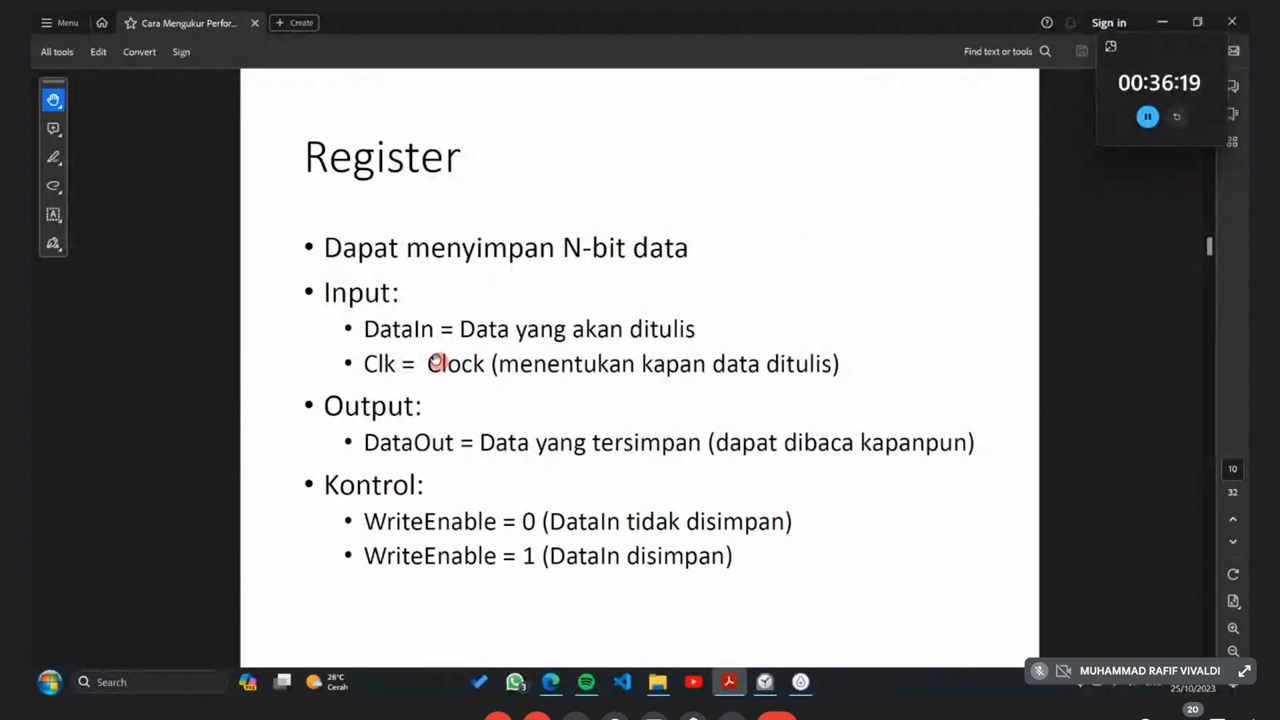 Menu
Cara Mengukur Perfor...
Create
Sign in
All tools
Edit
Convert
Sign
Find text or tools
00:36:19
Register
• Dapat menyimpan N-bit data
• Input:
• DataIn = Data yang akan ditulis
• Clk = Clock (menentukan kapan data ditulis)
• Output:
• DataOut = Data yang tersimpan (dapat dibaca kapanpun)
• Kontrol:
• WriteEnable = 0 (DataIn tidak disimpan)
• WriteEnable = 1 (DataIn disimpan)
10
32
MUHAMMAD RAFIF VIVALDI
Search
28°C
Cerah
3
25/10/2023
20